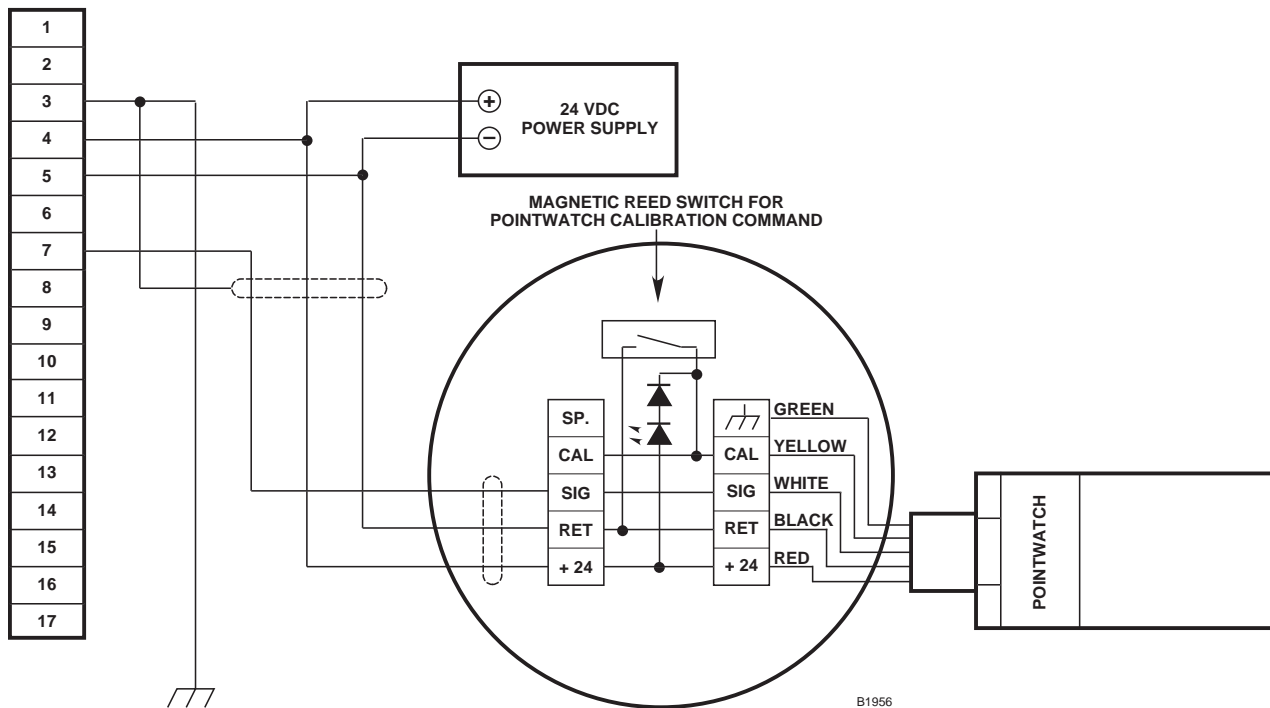 1
2
3
4
5
6
7
8
9
10
11
12
13
14
15
16
17
+
24 VDC
−
POWER SUPPLY
MAGNETIC REED SWITCH FOR
POINTWATCH CALIBRATION COMMAND
SP.
CAL
SIG
RET
+ 24
CAL
SIG
RET
+ 24
GREEN
YELLOW
WHITE
BLACK
RED
POINTWATCH
B1956